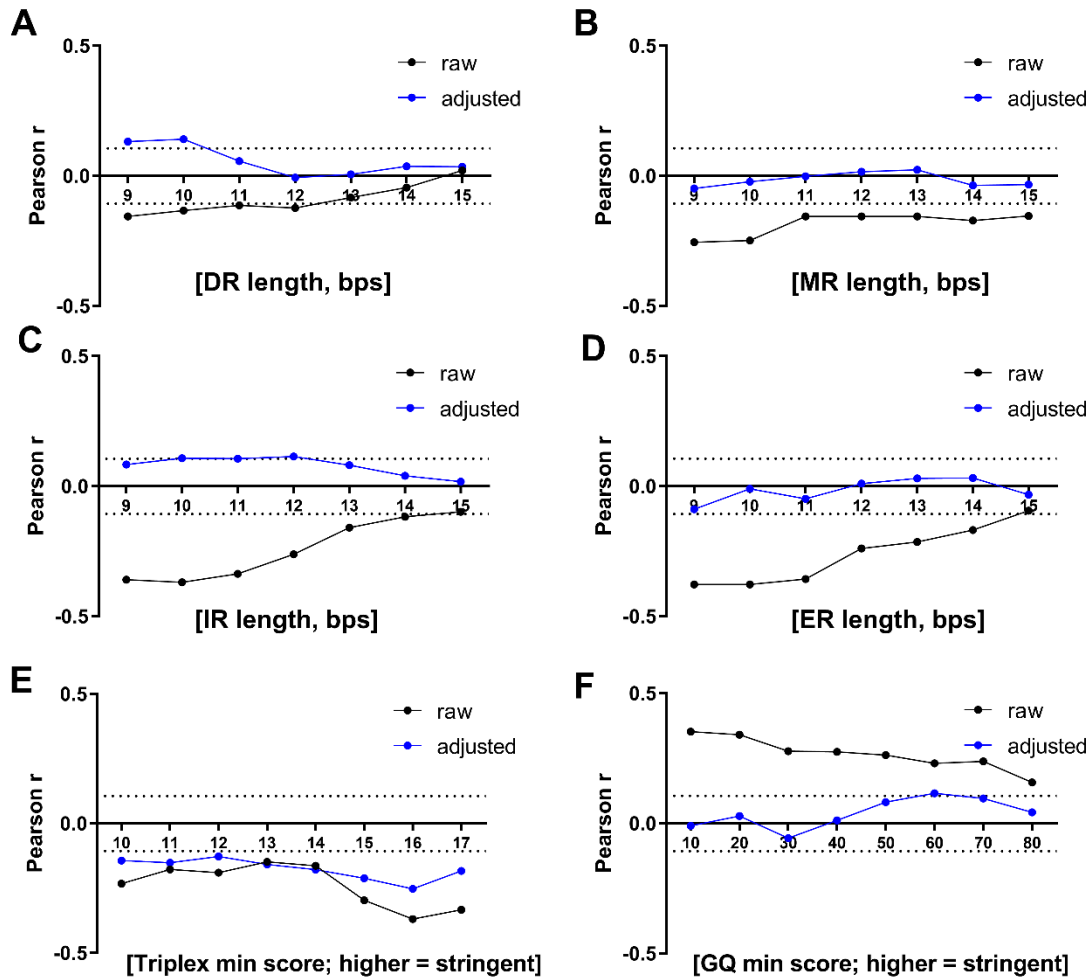 A
0.5
raw
adjusted
Pearson r
0.0
9 10 11 12 13 14 15
-0.5
[DR length, bps]
B
0.5
raw
adjusted
Pearson r
0.0
9 10 11 12 13 14 15
-0.5
[MR length, bps]
C
0.5
raw
adjusted
Pearson r
0.0
9 10 11 12 13 14 15
-0.5
[IR length, bps]
D
0.5
raw
adjusted
Pearson r
0.0
9 10 11 12 13 14 15
-0.5
[ER length, bps]
E
0.5
raw
adjusted
Pearson r
0.0
10 11 12 13 14 15 16 17
-0.5
[Triplex min score; higher = stringent]
F
0.5
raw
adjusted
Pearson r
0.0
10 20 30 40 50 60 70 80
-0.5
[GQ min score; higher = stringent]